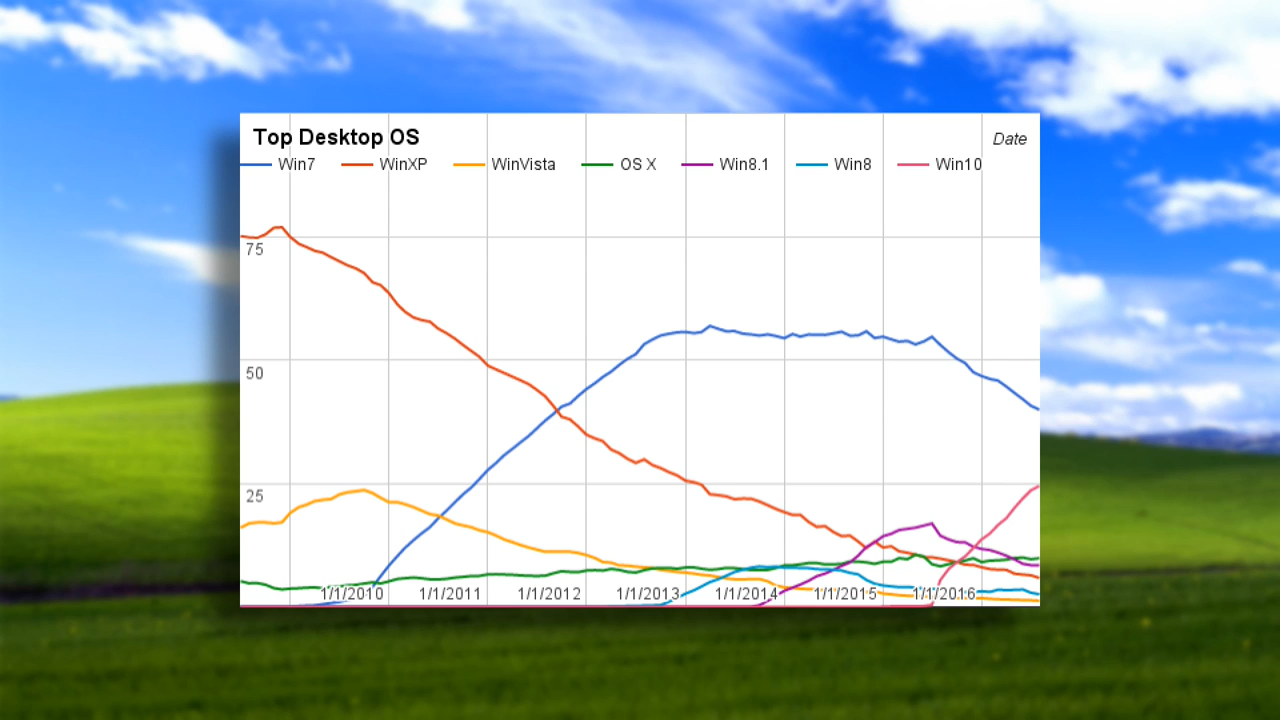 Top Desktop OS
Date
Win7 WinXP WinVista OS X Win8.1 Win8 Win10
75
50
25
1/1/2010 1/1/2011 1/1/2012 1/1/2013 1/1/2014 1/1/2015 1/1/2016